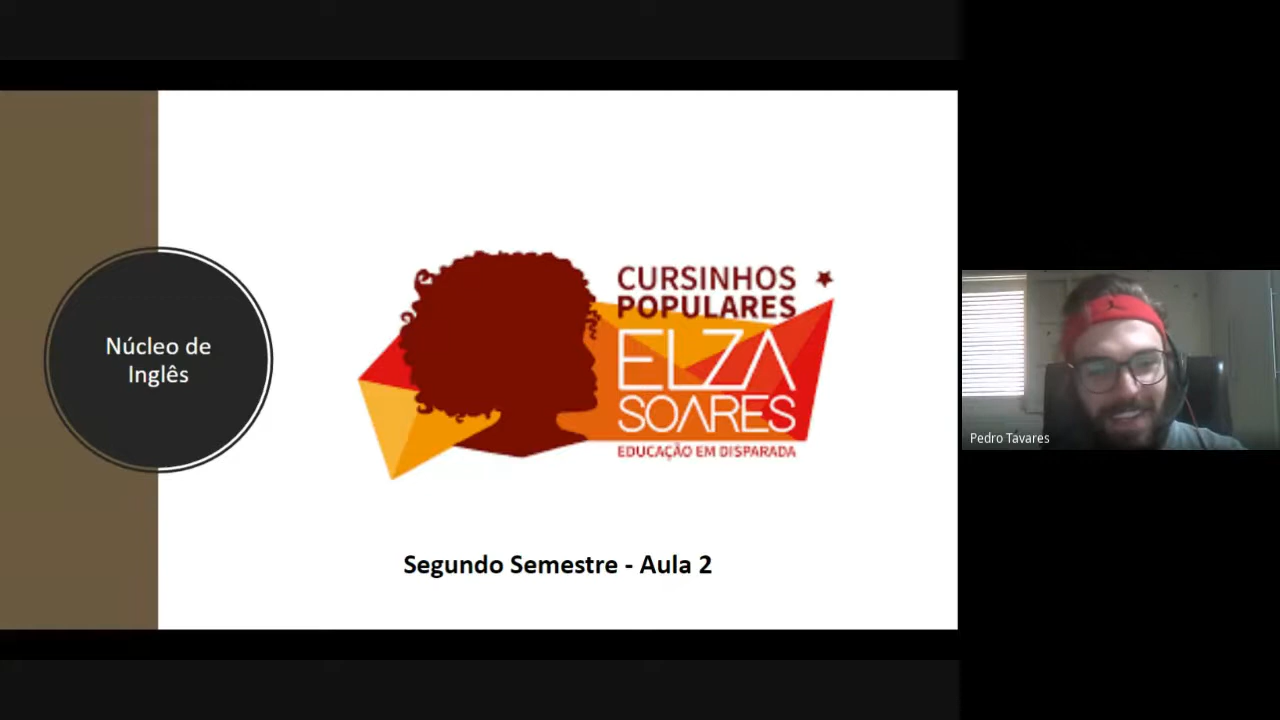 Núcleo de
Inglês
CURSINHOS
POPULARES
ELZA
SOARES
EDUCAÇÃO EM DISPARADA
Segundo Semestre - Aula 2
Pedro Tavares